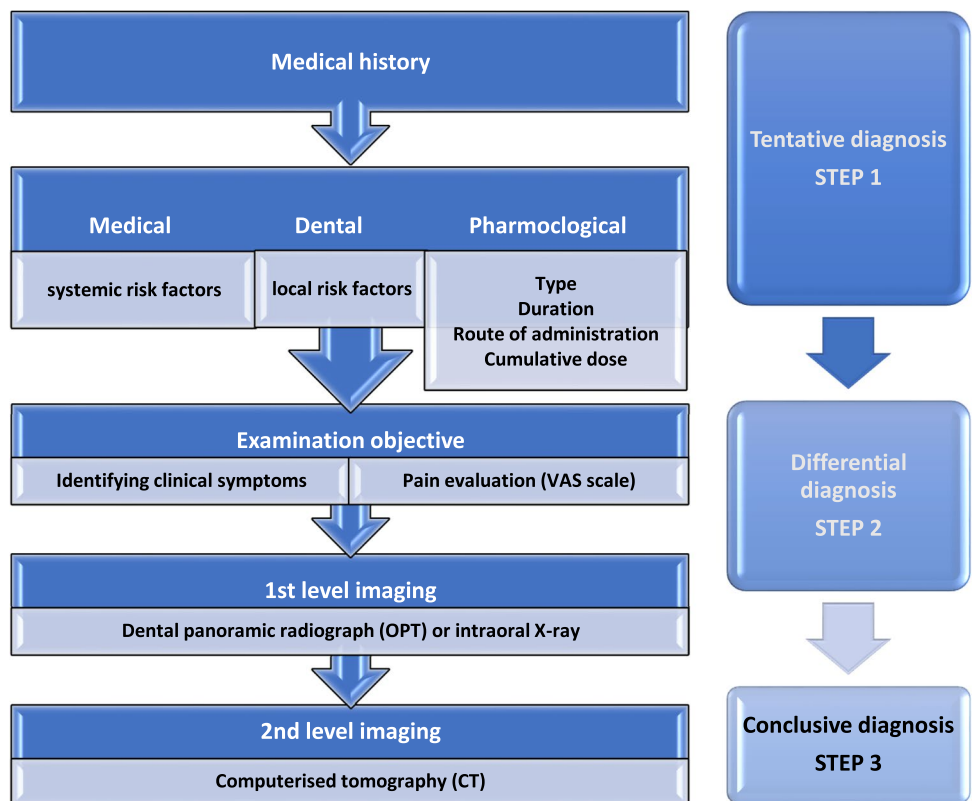 Medical history
Medical
Dental
Pharmoclogical
systemic risk factors
local risk factors
Type
Duration
Route of administration
Cumulative dose
Examination objective
Identifying clinical symptoms
Pain evaluation (VAS scale)
1st level imaging
Dental panoramic radiograph (OPT) or intraoral X-ray
2nd level imaging
Computerised tomography (CT)
Tentative diagnosis
STEP 1
Differential
diagnosis
STEP 2
Conclusive diagnosis
STEP 3